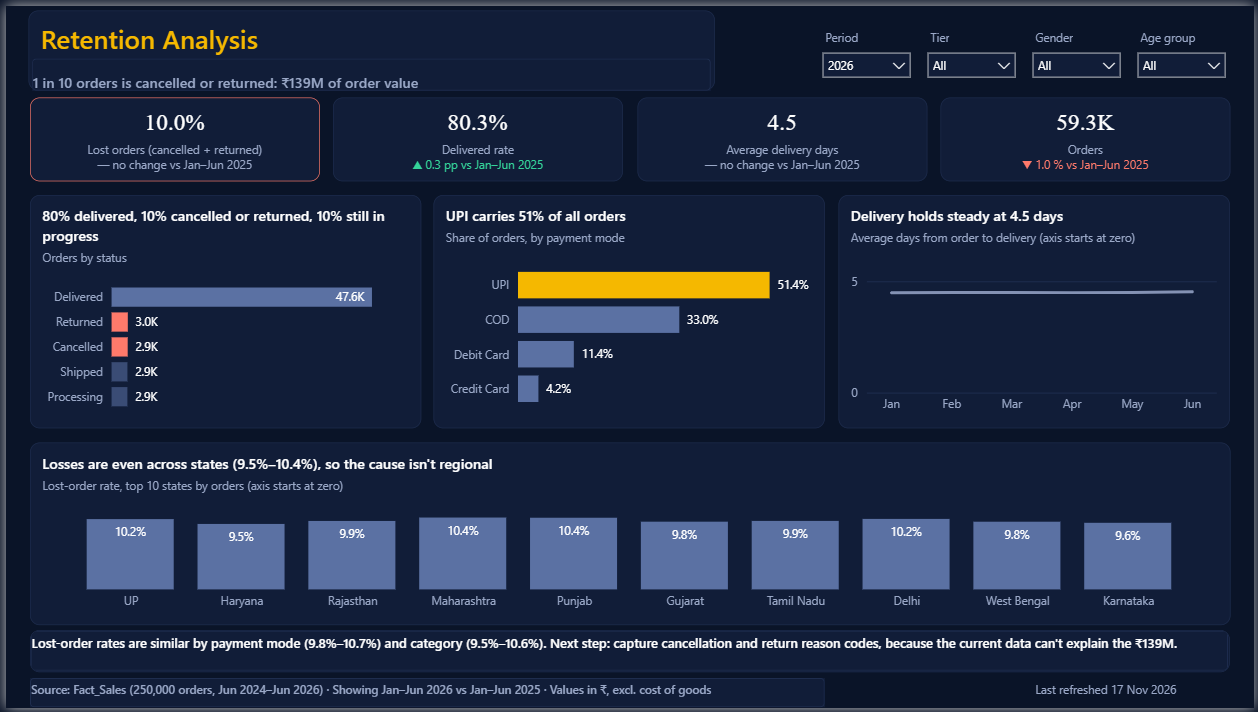 Retention Analysis
1 in 10 orders is cancelled or returned: ₹139M of order value
Period
Tier
Gender
Age group
2026
All
All
All
10.0%
Lost orders (cancelled + returned)
— no change vs Jan–Jun 2025
80.3%
Delivered rate
▲ 0.3 pp vs Jan–Jun 2025
4.5
Average delivery days
— no change vs Jan–Jun 2025
59.3K
Orders
▼ 1.0 % vs Jan–Jun 2025
80% delivered, 10% cancelled or returned, 10% still in
progress
Orders by status
Delivered 47.6K
Returned 3.0K
Cancelled 2.9K
Shipped 2.9K
Processing 2.9K
UPI carries 51% of all orders
Share of orders, by payment mode
UPI 51.4%
COD 33.0%
Debit Card 11.4%
Credit Card 4.2%
Delivery holds steady at 4.5 days
Average days from order to delivery (axis starts at zero)
5
0
Jan Feb Mar Apr May Jun
Losses are even across states (9.5%–10.4%), so the cause isn't regional
Lost-order rate, top 10 states by orders (axis starts at zero)
10.2% 9.5% 9.9% 10.4% 10.4% 9.8% 9.9% 10.2% 9.8% 9.6%
UP Haryana Rajasthan Maharashtra Punjab Gujarat Tamil Nadu Delhi West Bengal Karnataka
Lost-order rates are similar by payment mode (9.8%–10.7%) and category (9.5%–10.6%). Next step: capture cancellation and return reason codes, because the current data can't explain the ₹139M.
Source: Fact_Sales (250,000 orders, Jun 2024–Jun 2026) · Showing Jan–Jun 2026 vs Jan–Jun 2025 · Values in ₹, excl. cost of goods
Last refreshed 17 Nov 2026